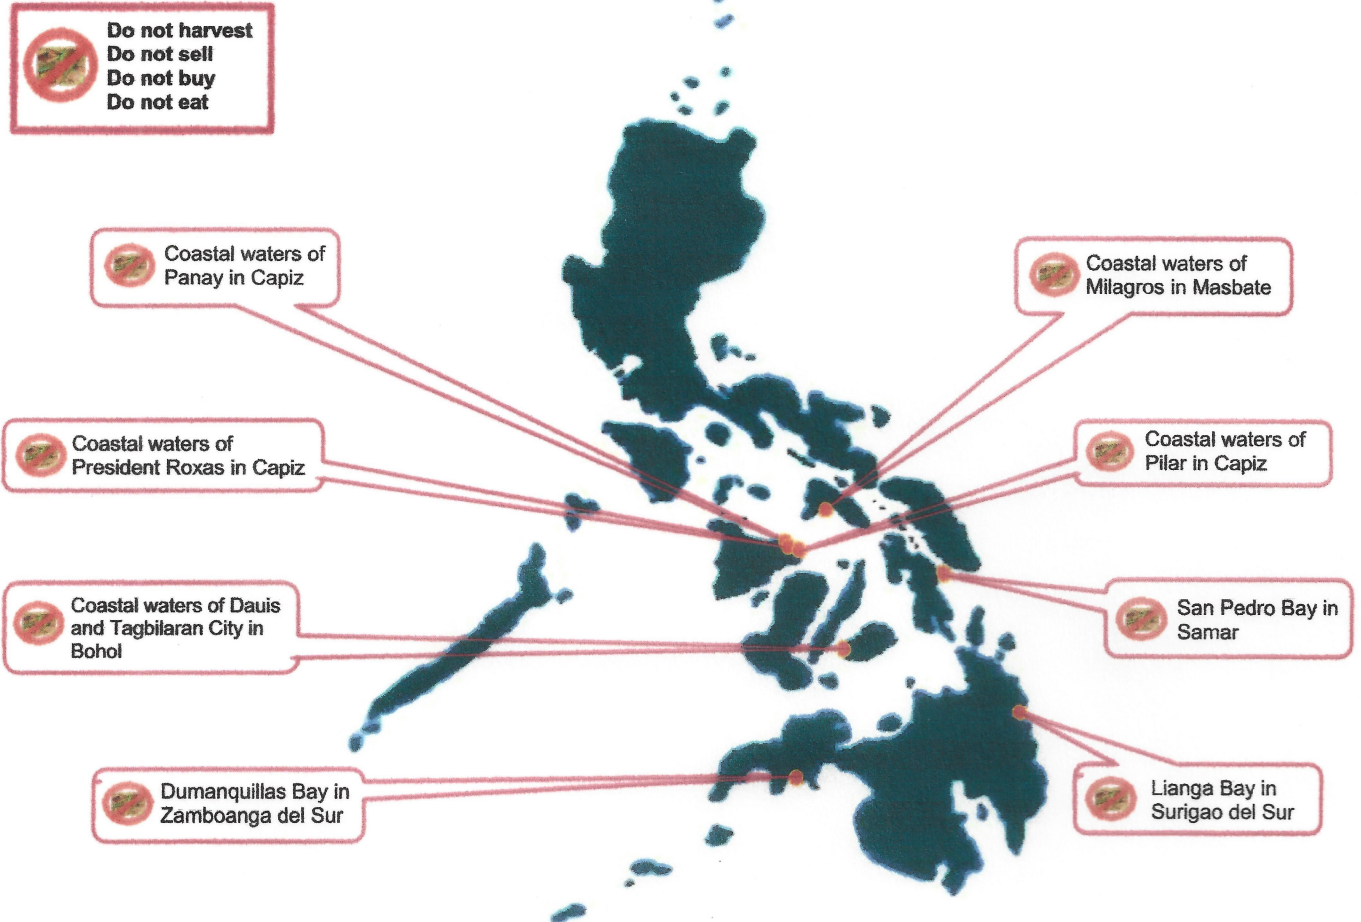 Do not harvest
Do not sell
Do not buy
Do not eat
Coastal waters of
Panay in Capiz
Coastal waters of
Milagros in Masbate
Coastal waters of
President Roxas in Capiz
Coastal waters of
Pilar in Capiz
Coastal waters of Dauis
and Tagbilaran City in
Bohol
San Pedro Bay in
Samar
Dumanquillas Bay in
Zamboanga del Sur
Lianga Bay in
Surigao del Sur